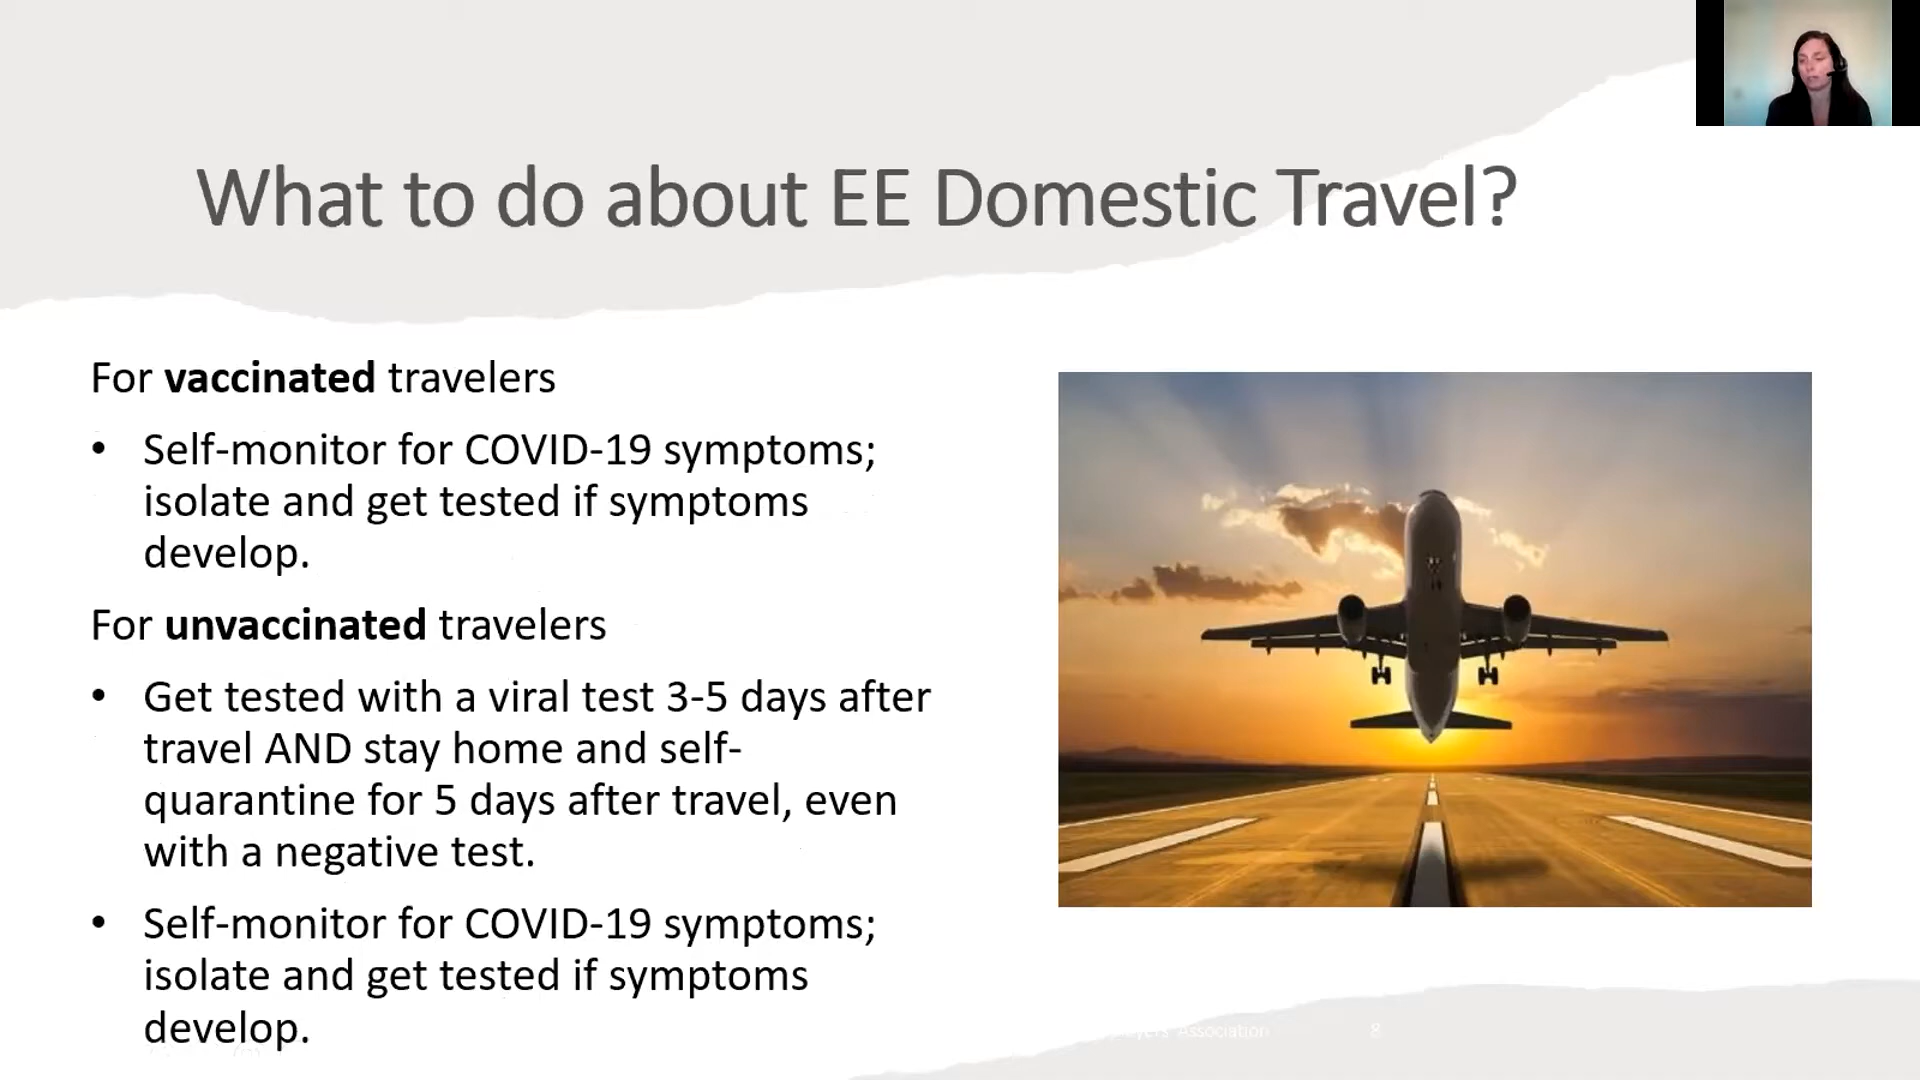 What to do about EE Domestic Travel?
For vaccinated travelers
• Self-monitor for COVID-19 symptoms;
isolate and get tested if symptoms
develop.
For unvaccinated travelers
• Get tested with a viral test 3-5 days after
travel AND stay home and self-
quarantine for 5 days after travel, even
with a negative test.
• Self-monitor for COVID-19 symptoms;
isolate and get tested if symptoms
develop.
Association 8